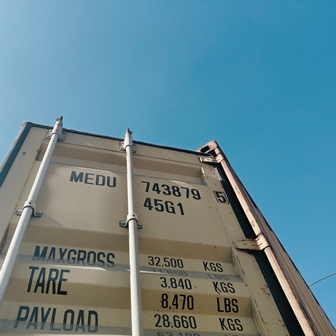 MEDU 743879 5
45G1
MAXGROSS 32.500 KGS
TARE 3.840 KGS
8.470 LBS
PAYLOAD 28.660 KGS